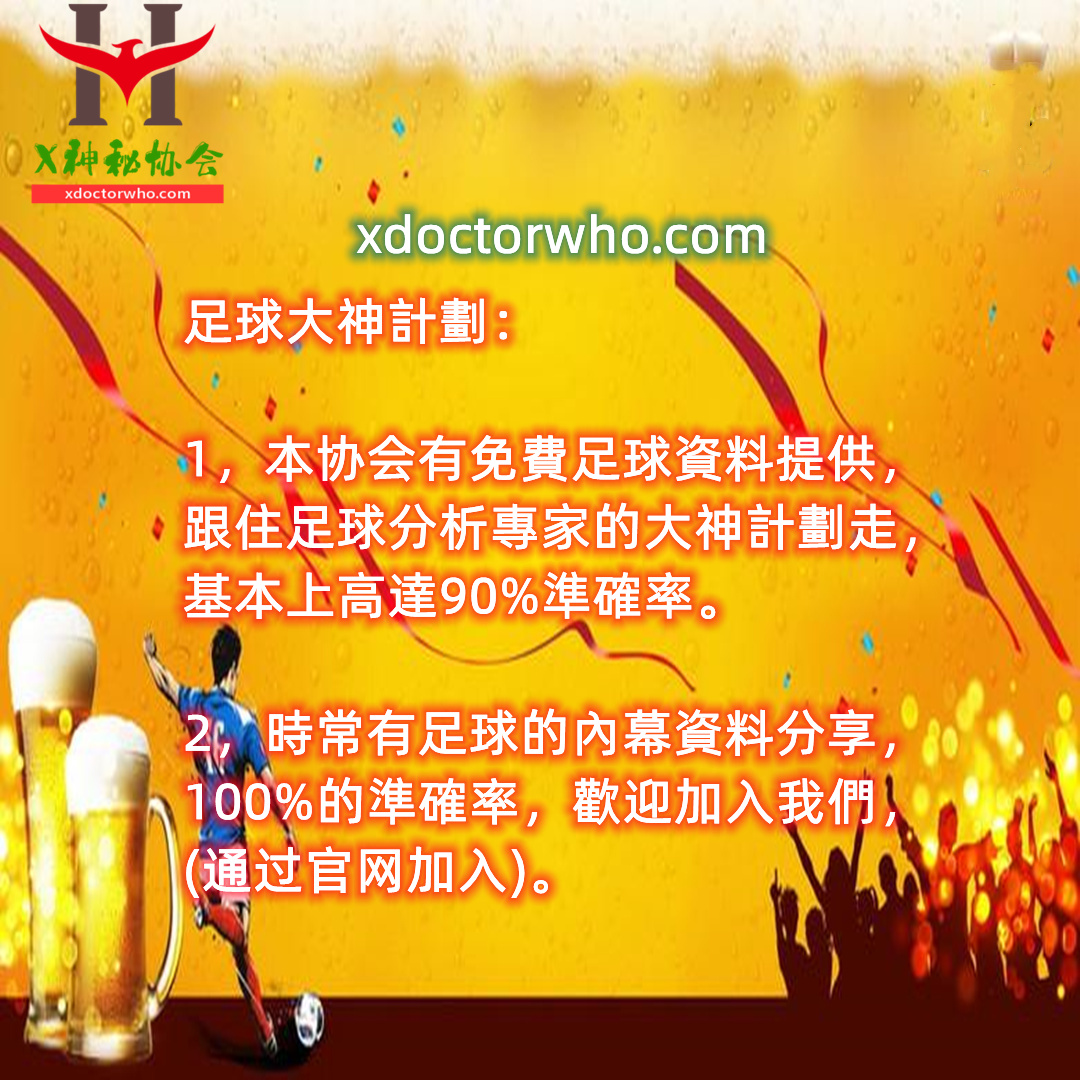 X神秘协会
xdoctorwho.com
xdoctorwho.com
足球大神計劃：
1，本协会有免費足球資料提供，
跟住足球分析專家的大神計劃走，
基本上高達90%準確率。
2，時常有足球的內幕資料分享，
100%的準確率，歡迎加入我們，
(通过官网加入)。